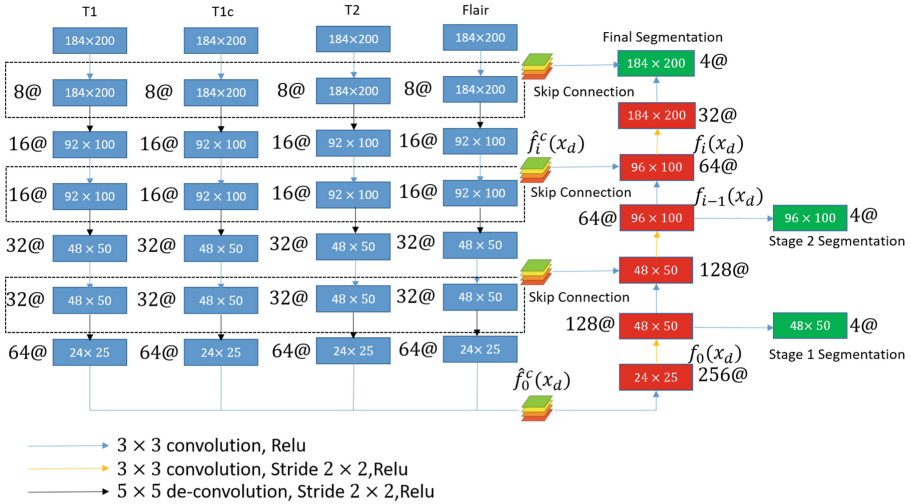 T1 T1c T2 Flair
184×200 184×200 184×200 184×200
Final Segmentation
184 × 200 4@
8@ 184×200 8@ 184×200 8@ 184×200 8@ 184×200
Skip Connection
184 × 200 32@
16@ 92 × 100 16@ 92 × 100 16@ 92 × 100 16@ 92 × 100
f̂_i^c(x_d)
f_i(x_d)
96 × 100 64@
16@ 92 × 100 16@ 92 × 100 16@ 92 × 100 16@ 92 × 100
Skip Connection
f_{i−1}(x_d)
64@ 96 × 100
96 × 100 4@
Stage 2 Segmentation
32@ 48 × 50 32@ 48 × 50 32@ 48 × 50 32@ 48 × 50
48 × 50 128@
32@ 48 × 50 32@ 48 × 50 32@ 48 × 50 32@ 48 × 50
Skip Connection
128@ 48 × 50
48× 50 4@
Stage 1 Segmentation
64@ 24× 25 64@ 24× 25 64@ 24× 25 64@ 24× 25
f_0(x_d)
f̂_0^c(x_d)
24 × 25 256@
3 × 3 convolution, Relu
3 × 3 convolution, Stride 2 × 2,Relu
5 × 5 de-convolution, Stride 2 × 2,Relu